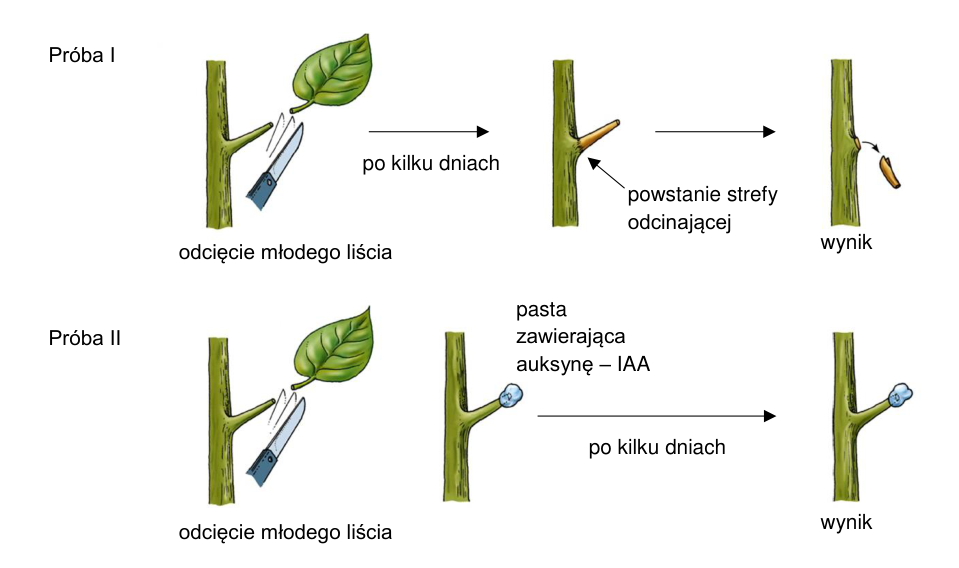 Próba I
po kilku dniach
powstanie strefy
odcinającej
odcięcie młodego liścia
wynik
Próba II
pasta
zawierająca
auksynę – IAA
po kilku dniach
odcięcie młodego liścia
wynik